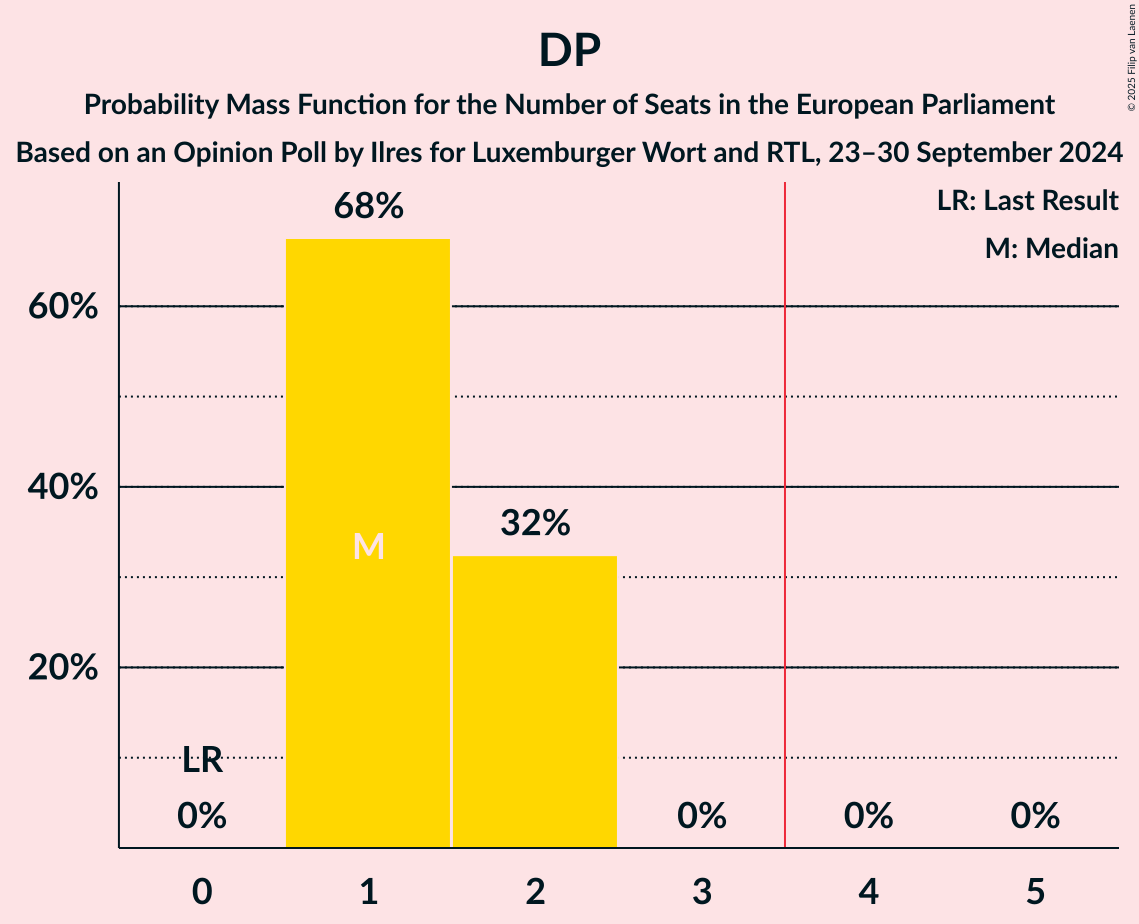 DP
Probability Mass Function for the Number of Seats in the European Parliament
Based on an Opinion Poll by Ilres for Luxemburger Wort and RTL, 23–30 September 2024
© 2025 Filip van Laenen
LR: Last Result
M: Median
68%
60%
40%
32%
M
20%
LR
0%
0%
0%
0%
0
1
2
3
4
5